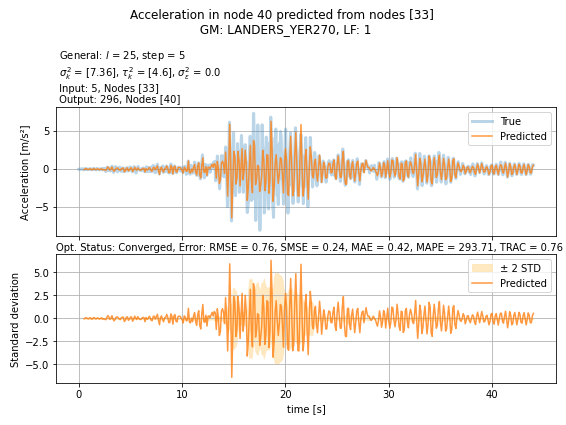 Acceleration in node 40 predicted from nodes [33]
GM: LANDERS_YER270, LF: 1
General: l = 25, step = 5
σ²ₖ = [7.36], τ²ₖ = [4.6], σ²ₑ = 0.0
Input: 5, Nodes [33]
Output: 296, Nodes [40]
Acceleration [m/s²]
5
0
−5
True
Predicted
Opt. Status: Converged, Error: RMSE = 0.76, SMSE = 0.24, MAE = 0.42, MAPE = 293.71, TRAC = 0.76
Standard deviation
5.0
2.5
0.0
−2.5
−5.0
± 2 STD
Predicted
0 10 20 30 40
time [s]